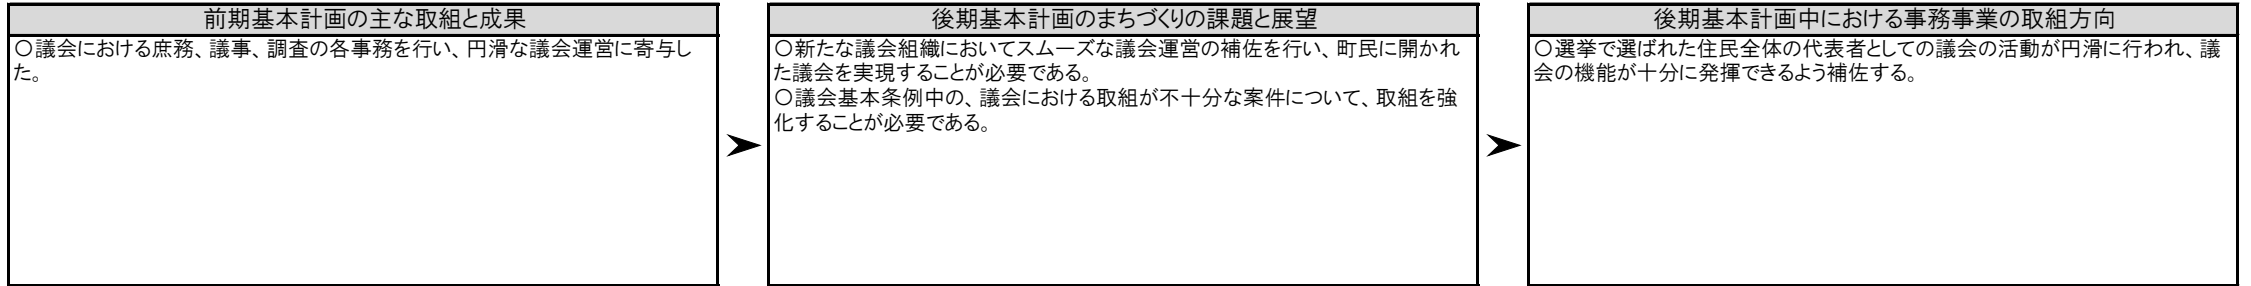 前期基本計画の主な取組と成果
○議会における庶務、議事、調査の各事務を行い、円滑な議会運営に寄与し
た。
後期基本計画のまちづくりの課題と展望
○新たな議会組織においてスムーズな議会運営の補佐を行い、町民に開かれ
た議会を実現することが必要である。
○議会基本条例中の、議会における取組が不十分な案件について、取組を強
化することが必要である。
後期基本計画中における事務事業の取組方向
○選挙で選ばれた住民全体の代表者としての議会の活動が円滑に行われ、議
会の機能が十分に発揮できるよう補佐する。